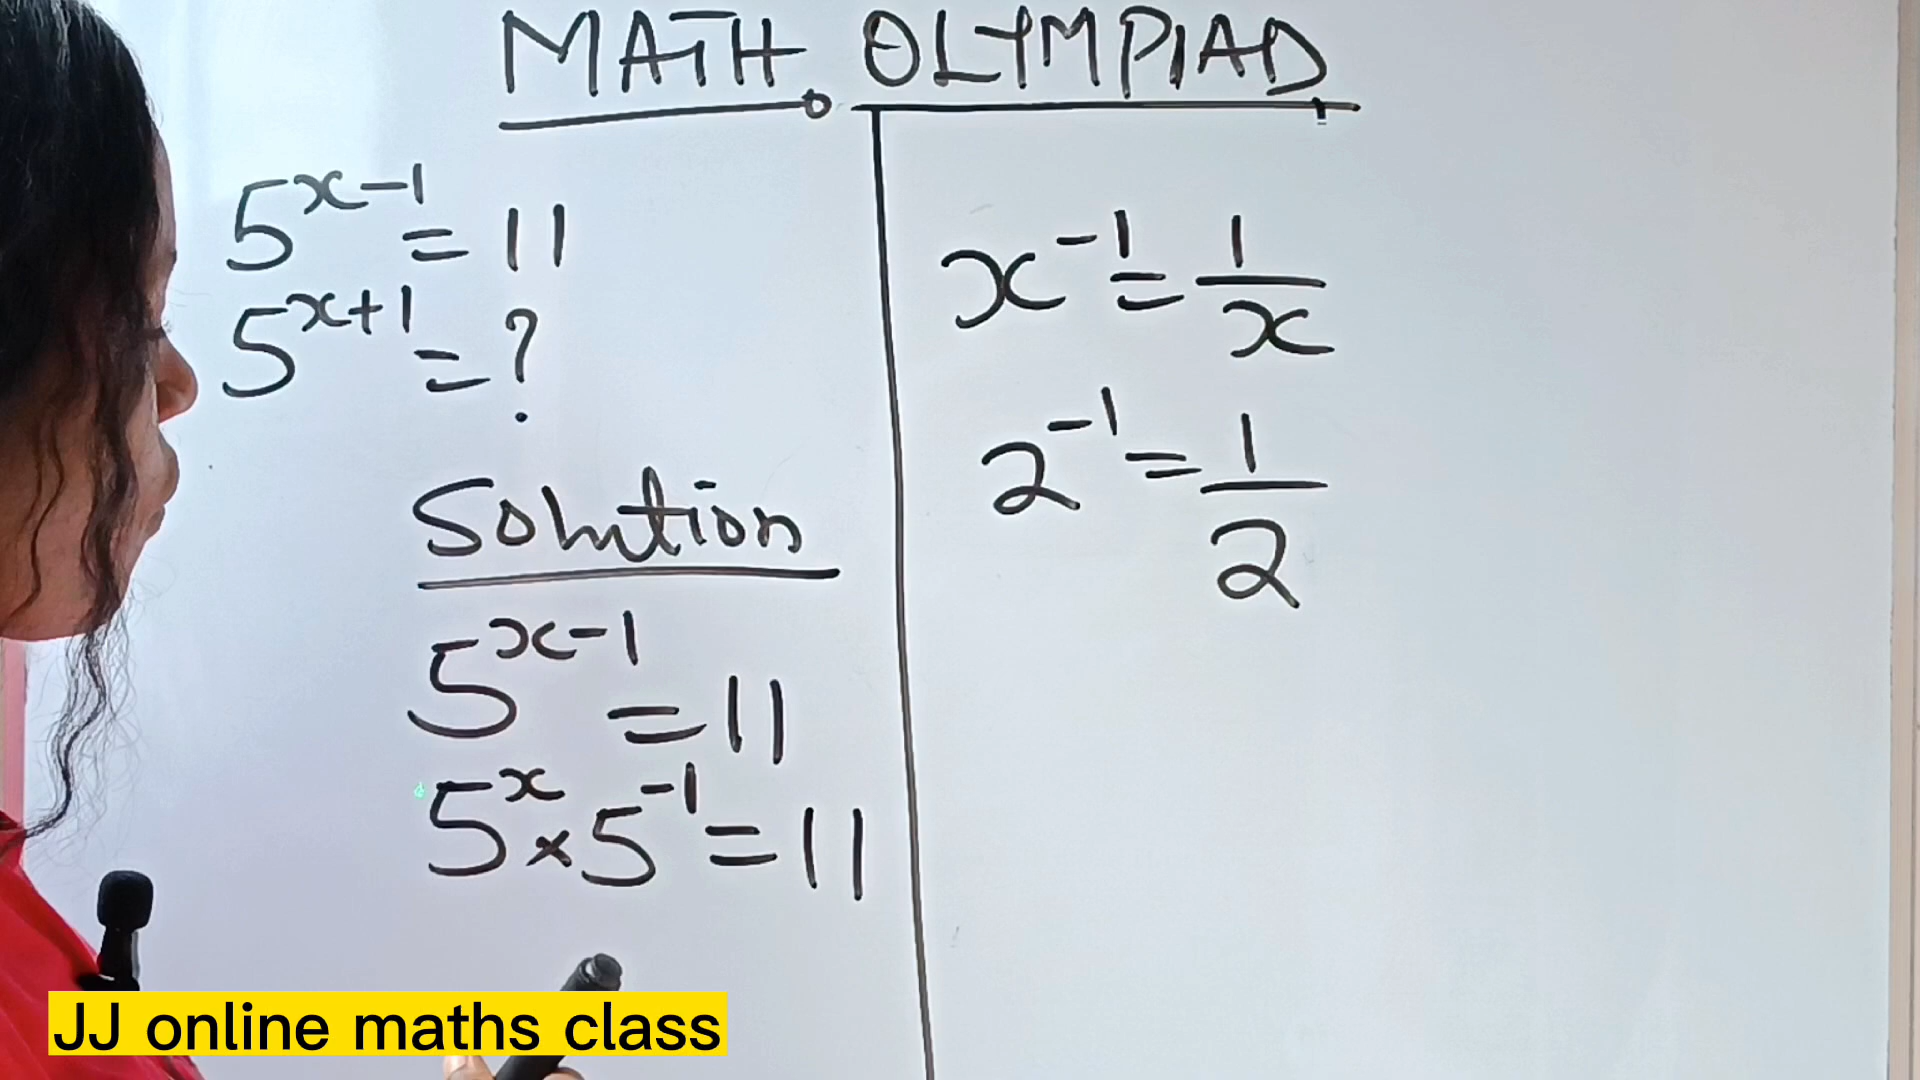 MATH OLYMPIAD
5^{x-1} = 11
5^{x+1} = ?
Solution
5^{x-1} = 11
5^x × 5^{-1} = 11
x^{-1} = 1/x
2^{-1} = 1/2
JJ online maths class